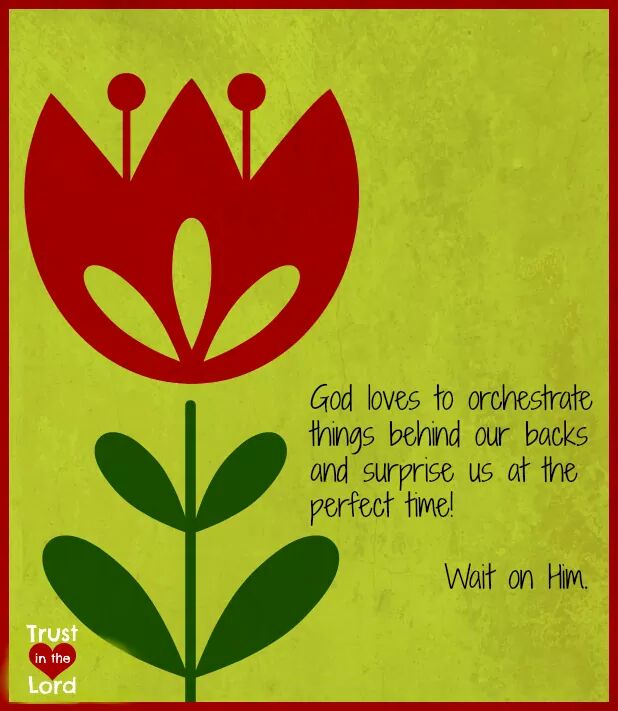 God loves to orchestrate
things behind our backs
and surprise us at the
perfect time!
Wait on Him.
Trust
in the
Lord